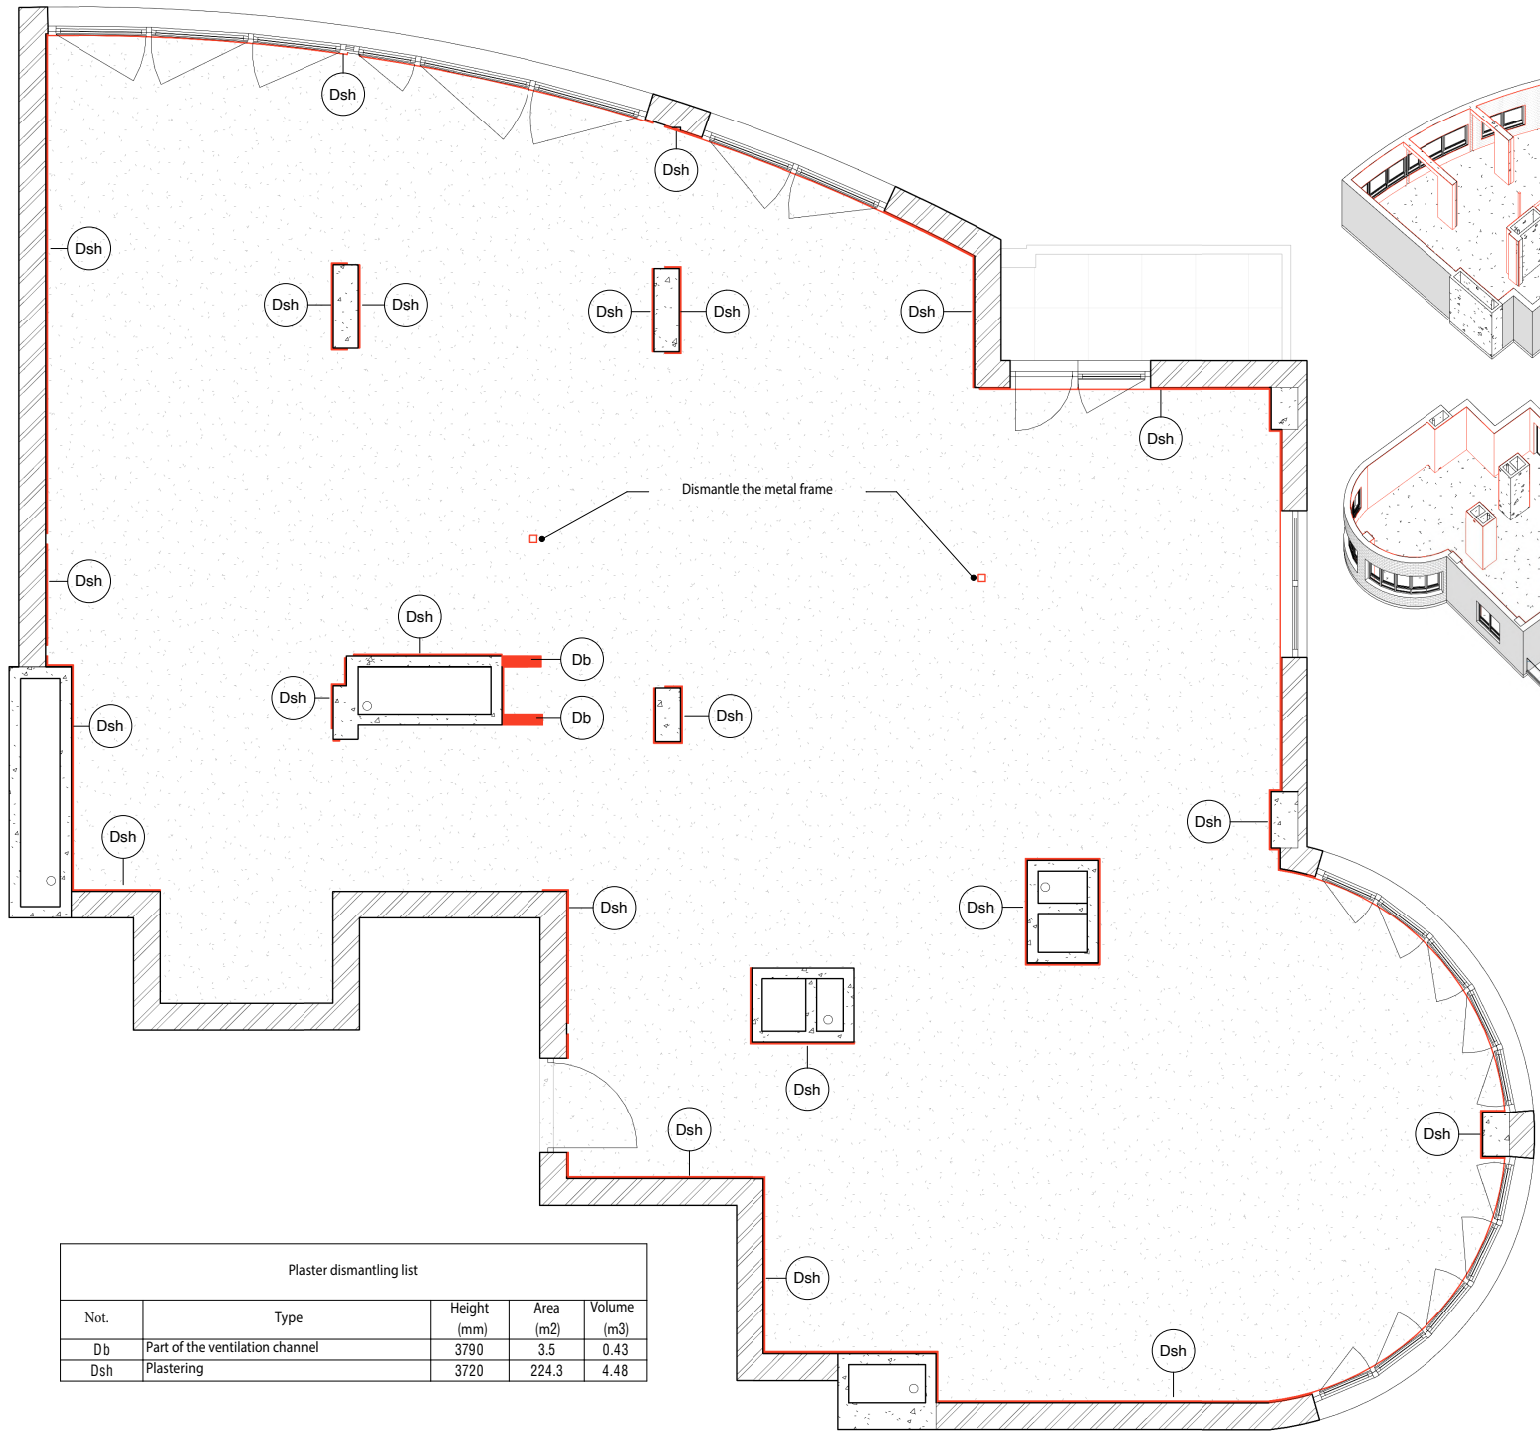 Dsh
Dsh
Dsh
Dsh Dsh Dsh Dsh Dsh
Dsh
Dismantle the metal frame
Dsh
Dsh
Db
Dsh
Db
Dsh
Dsh
Dsh
Dsh
Dsh
Dsh
Dsh
Dsh
Dsh
Dsh
Dsh
Dsh
Plaster dismantling list
Not. Type Height (mm) Area (m2) Volume (m3)
Db Part of the ventilation channel 3790 3.5 0.43
Dsh Plastering 3720 224.3 4.48